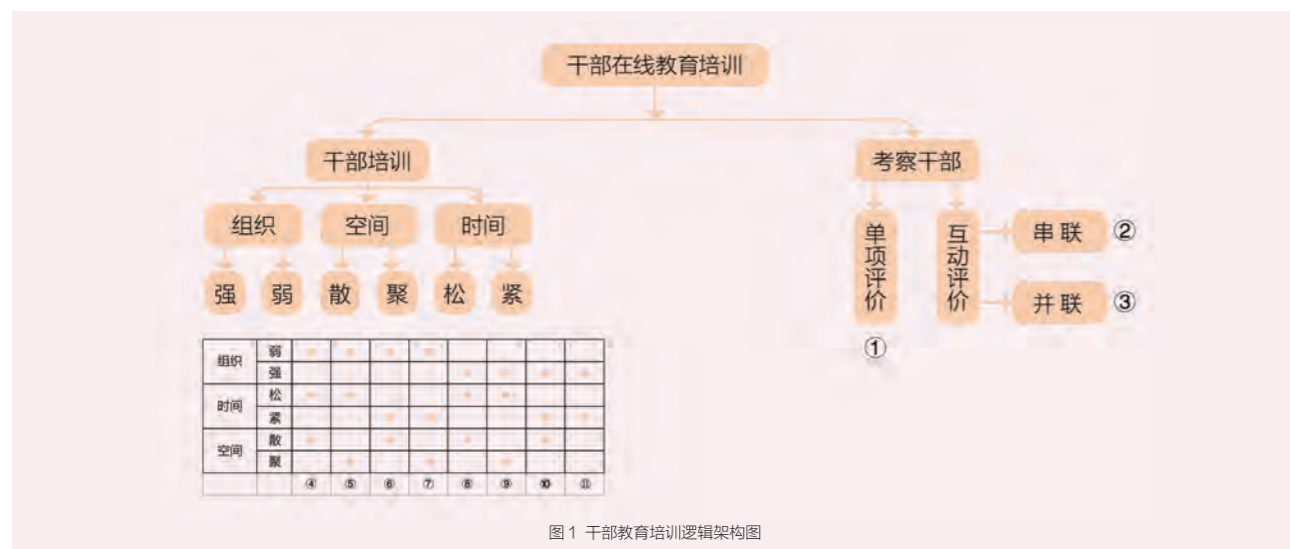 干部在线教育培训
干部培训
考察干部
组织 空间 时间
强 弱 散 聚 松 紧
单项评价
互动评价
串联 ②
并联 ③
①
组织 弱
强
时间 松
紧
空间 散
聚
④ ⑤ ⑥ ⑦ ⑧ ⑨ ⑩ ⑪
图1 干部教育培训逻辑架构图